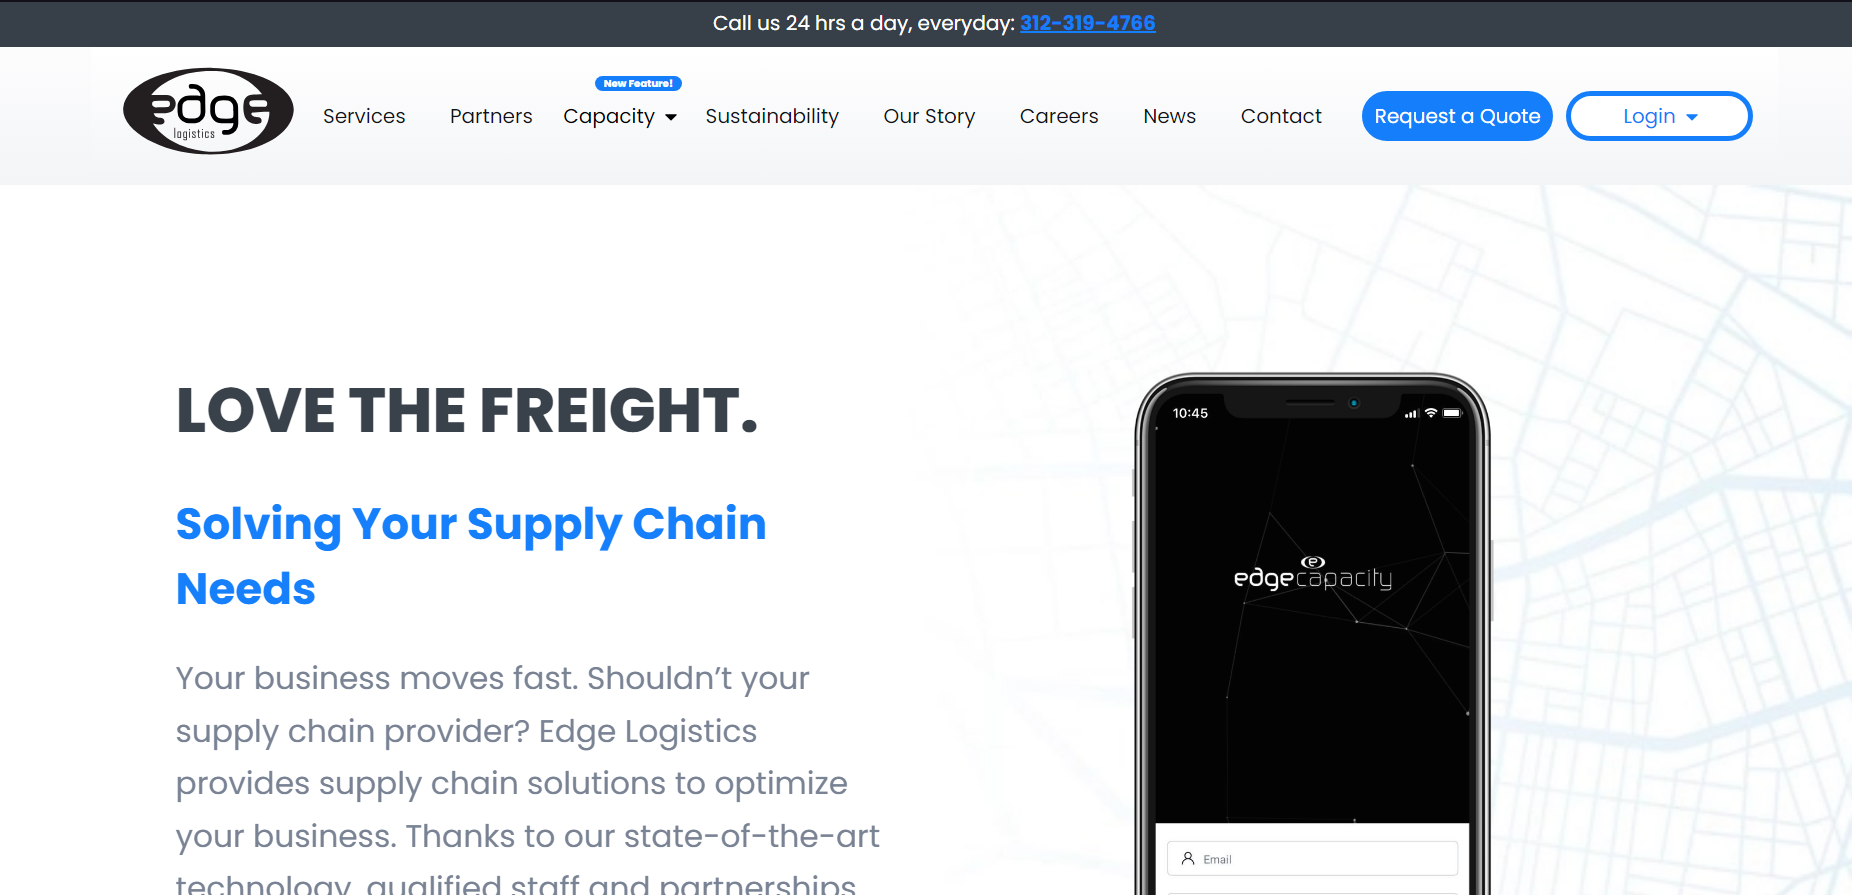 Call us 24 hrs a day, everyday: 312-319-4766
edge
logistics
New Feature!
Services Partners Capacity Sustainability Our Story Careers News Contact Request a Quote Login
LOVE THE FREIGHT.
Solving Your Supply Chain
Needs
Your business moves fast. Shouldn’t your
supply chain provider? Edge Logistics
provides supply chain solutions to optimize
your business. Thanks to our state-of-the-art
technology, qualified staff and partnerships
10:45
e
edgecapacity
Email